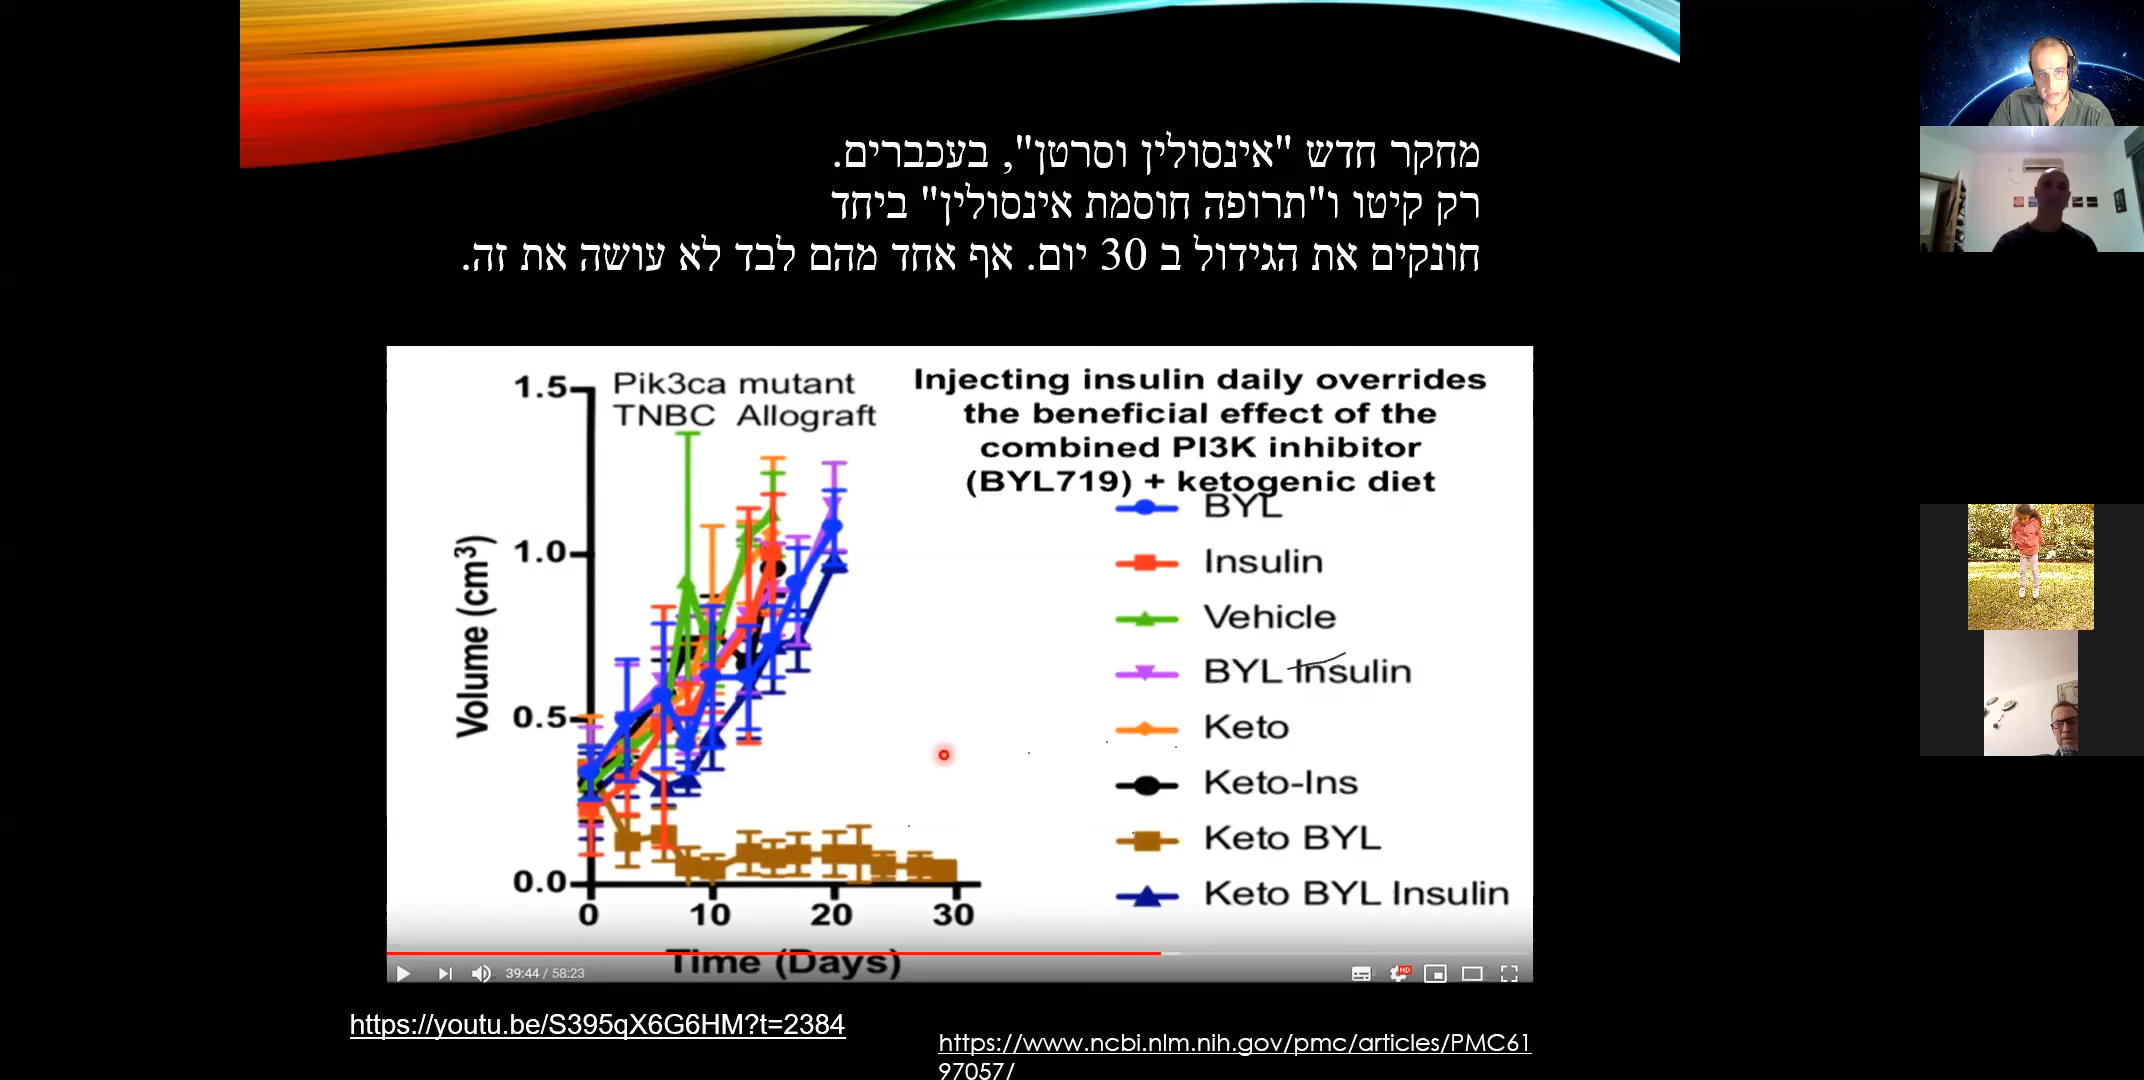 מחקר חדש "אינסולין וסרטן", בעכברים.
רק קיטו ו"תרופה חוסמת אינסולין" ביחד
חונקים את הגידול ב 30 יום. אף אחד מהם לבד לא עושה את זה.
Pik3ca mutant
TNBC Allograft
Injecting insulin daily overrides
the beneficial effect of the
combined PI3K inhibitor
(BYL719) + ketogenic diet
BYL
Insulin
Vehicle
BYL Insulin
Keto
Keto-Ins
Keto BYL
Keto BYL Insulin
Volume (cm³)
1.5
1.0
0.5
0.0
0 10 20 30
Time (Days)
39:44 / 58:23
HD
https://youtu.be/S395qX6G6HM?t=2384
https://www.ncbi.nlm.nih.gov/pmc/articles/PMC61
97057/